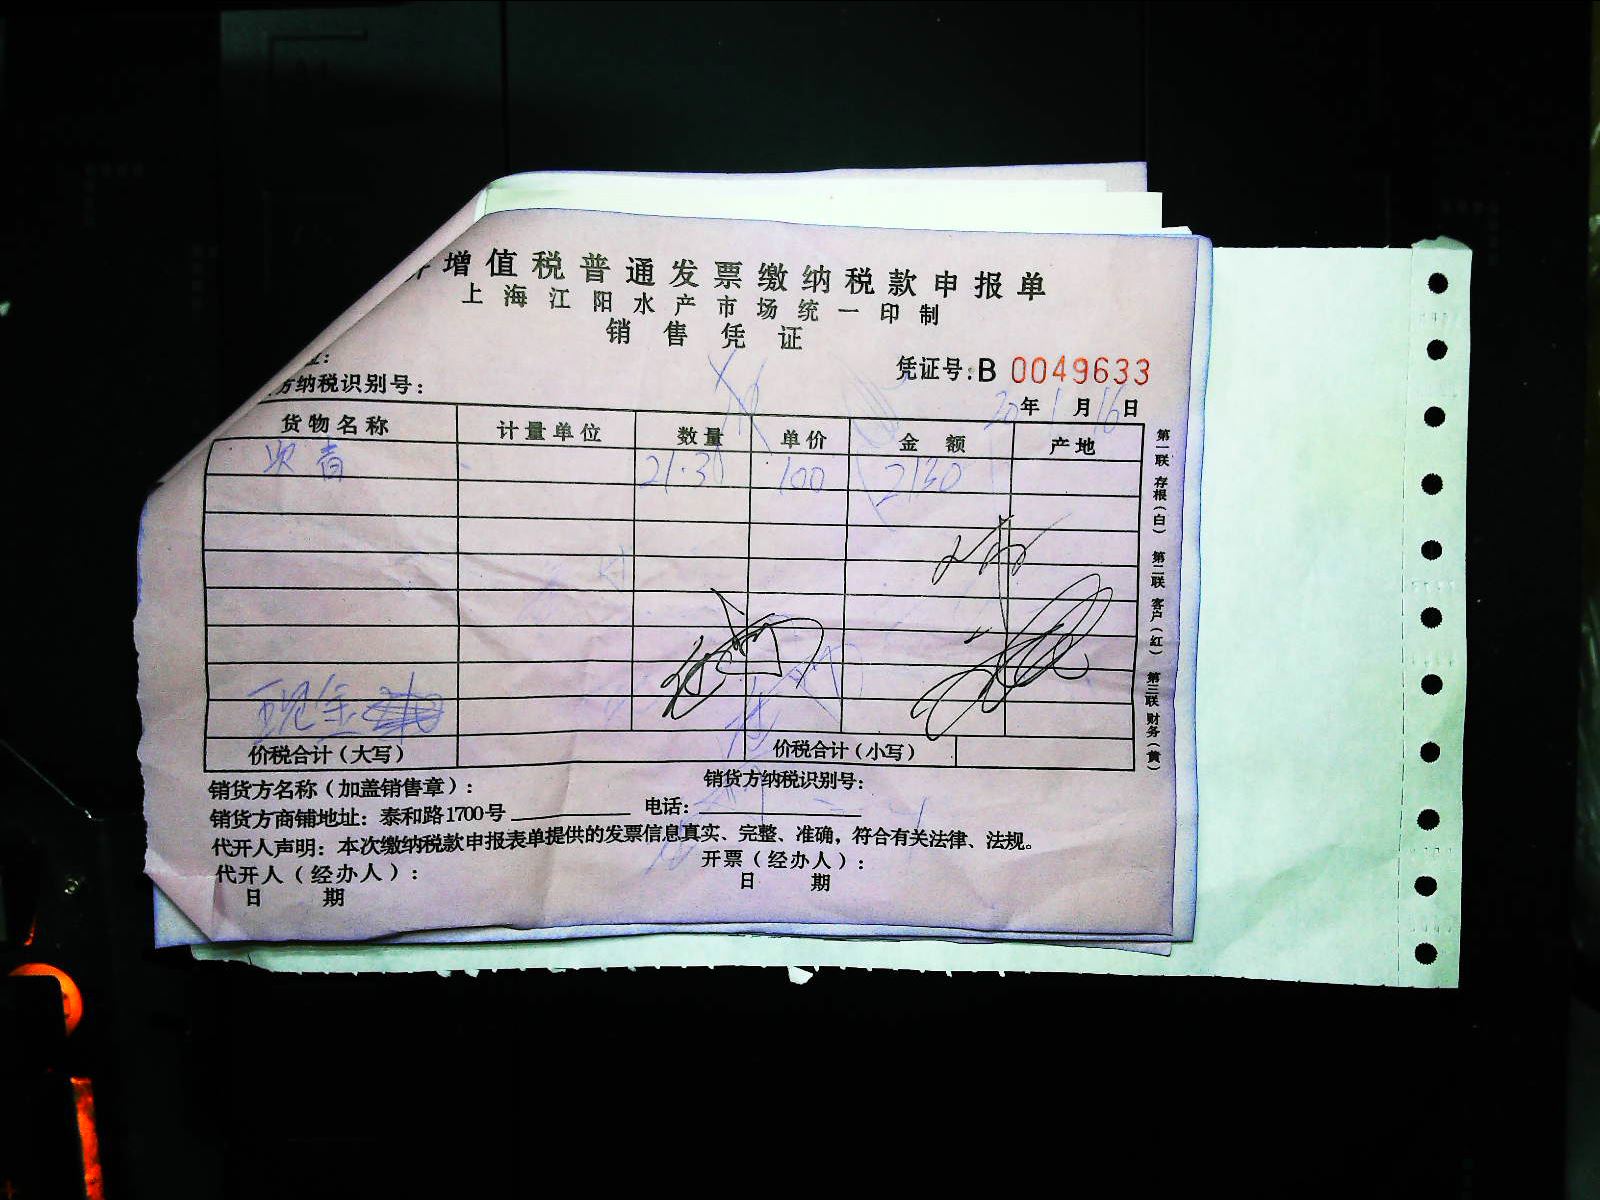 增值税普通发票缴纳税款申报单
上海江阳水产市场统一印制
销售凭证
凭证号:B 0049633
方纳税识别号:
20年1月16日
货物名称 计量单位 数量 单价 金额 产地
21.3 100 2130
现金
价税合计(大写) 价税合计(小写)
销货方名称(加盖销售章): 销货方纳税识别号:
销货方商铺地址: 泰和路1700号 电话:
代开人声明: 本次缴纳税款申报表单提供的发票信息真实、完整、准确,符合有关法律、法规。
代开人(经办人): 开票(经办人):
日 期 日 期
第一联 存根(白) 第二联 客户(红) 第三联 财务(黄)